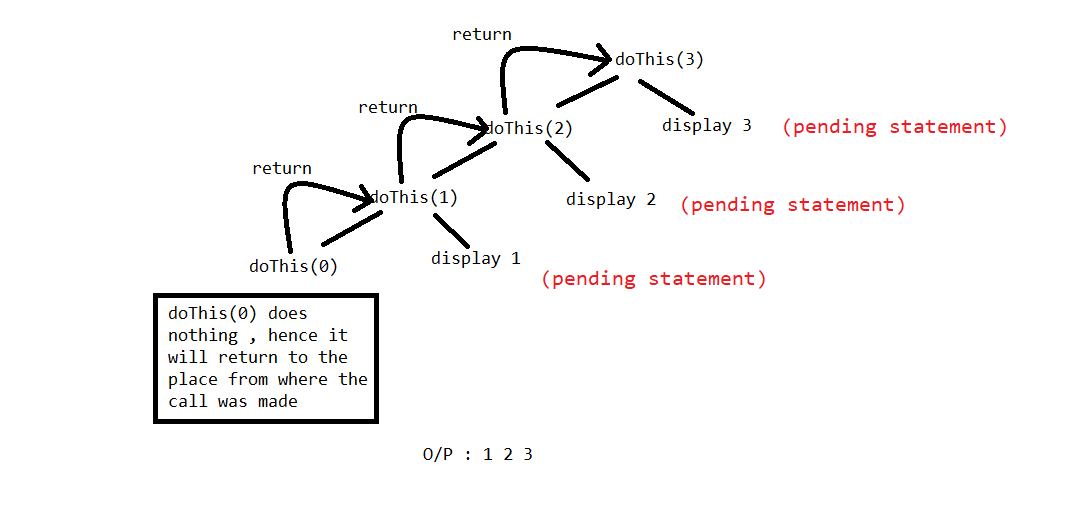 return
doThis(3)
return
doThis(2)
display 3 (pending statement)
return
doThis(1)
display 2 (pending statement)
doThis(0)
display 1 (pending statement)
doThis(0) does
nothing , hence it
will return to the
place from where the
call was made
O/P : 1 2 3